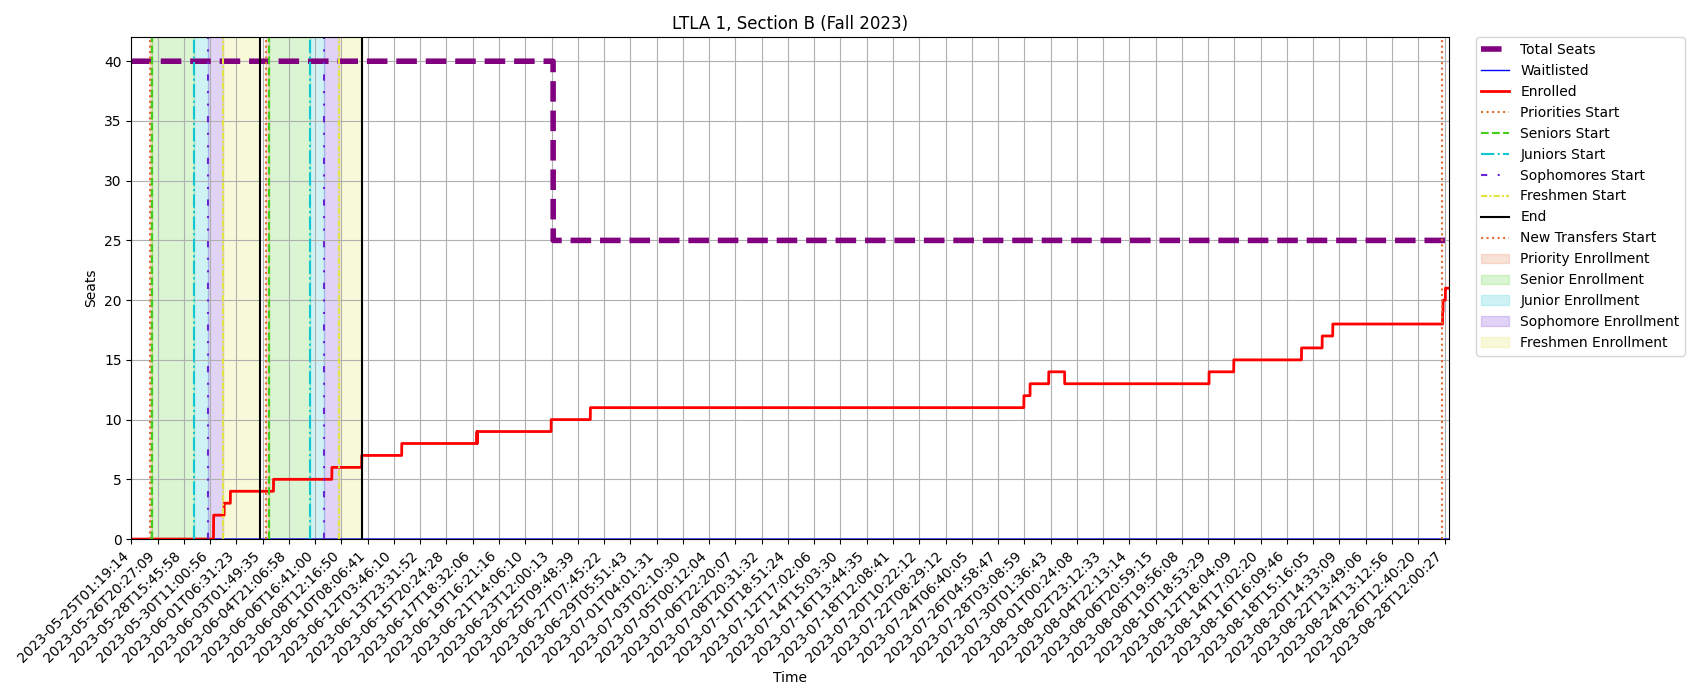 LTLA 1, Section B (Fall 2023)
40
35
30
25
20
15
10
5
0
Seats
2023-05-25T01:19:14
2023-05-26T20:27:09
2023-05-28T15:45:58
2023-05-30T11:00:56
2023-06-01T06:31:23
2023-06-03T01:49:35
2023-06-04T21:06:58
2023-06-06T16:41:00
2023-06-08T12:16:50
2023-06-10T08:06:41
2023-06-12T03:46:10
2023-06-13T23:31:52
2023-06-15T20:24:28
2023-06-17T18:32:06
2023-06-19T16:21:16
2023-06-21T14:06:10
2023-06-23T12:00:13
2023-06-25T09:48:39
2023-06-27T07:45:22
2023-06-29T05:51:43
2023-07-01T04:01:31
2023-07-03T02:10:30
2023-07-05T00:12:04
2023-07-06T22:20:07
2023-07-08T20:31:32
2023-07-10T18:51:24
2023-07-12T17:02:06
2023-07-14T15:03:30
2023-07-16T13:44:35
2023-07-18T12:08:41
2023-07-20T10:22:12
2023-07-22T08:29:12
2023-07-24T06:40:05
2023-07-26T04:58:47
2023-07-28T03:08:59
2023-07-30T01:36:43
2023-08-01T00:24:08
2023-08-02T23:12:33
2023-08-04T22:13:14
2023-08-06T20:59:15
2023-08-08T19:56:08
2023-08-10T18:53:29
2023-08-12T18:04:09
2023-08-14T17:02:20
2023-08-16T16:09:46
2023-08-18T15:16:05
2023-08-20T14:33:09
2023-08-22T13:49:06
2023-08-24T13:12:56
2023-08-26T12:40:20
2023-08-28T12:00:27
Time
Total Seats
Waitlisted
Enrolled
Priorities Start
Seniors Start
Juniors Start
Sophomores Start
Freshmen Start
End
New Transfers Start
Priority Enrollment
Senior Enrollment
Junior Enrollment
Sophomore Enrollment
Freshmen Enrollment